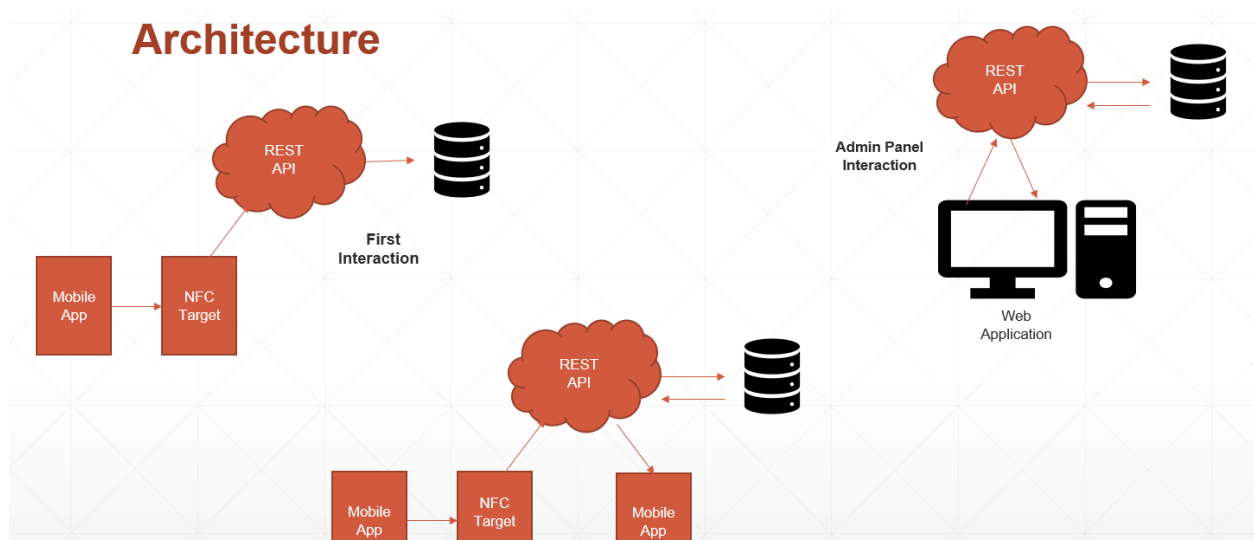 Architecture
REST
API
First
Interaction
Mobile
App
NFC
Target
REST
API
Admin Panel
Interaction
Web
Application
REST
API
Mobile
App
NFC
Target
Mobile
App